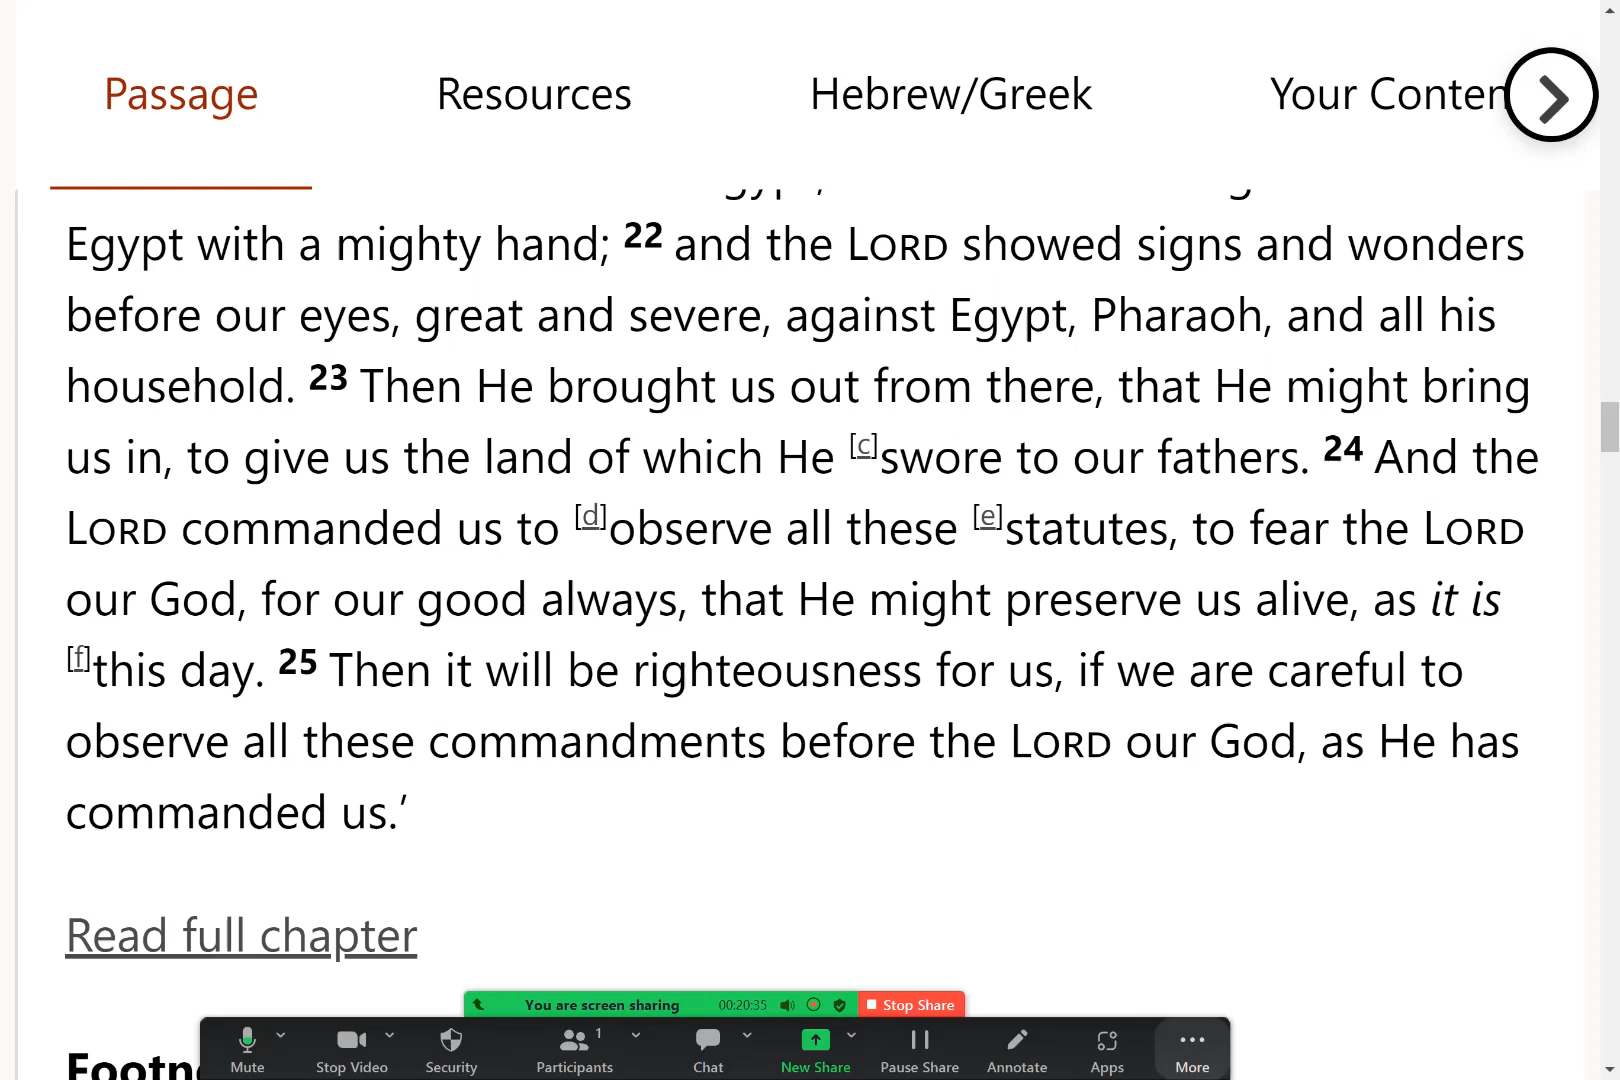 Passage Resources Hebrew/Greek Your Conten
Egypt with a mighty hand; 22 and the LORD showed signs and wonders
before our eyes, great and severe, against Egypt, Pharaoh, and all his
household. 23 Then He brought us out from there, that He might bring
us in, to give us the land of which He [c]swore to our fathers. 24 And the
LORD commanded us to [d]observe all these [e]statutes, to fear the LORD
our God, for our good always, that He might preserve us alive, as it is
[f]this day. 25 Then it will be righteousness for us, if we are careful to
observe all these commandments before the LORD our God, as He has
commanded us.’
Read full chapter
You are screen sharing 00:20:35 Stop Share
Footn
1
Mute Stop Video Security Participants Chat New Share Pause Share Annotate Apps More